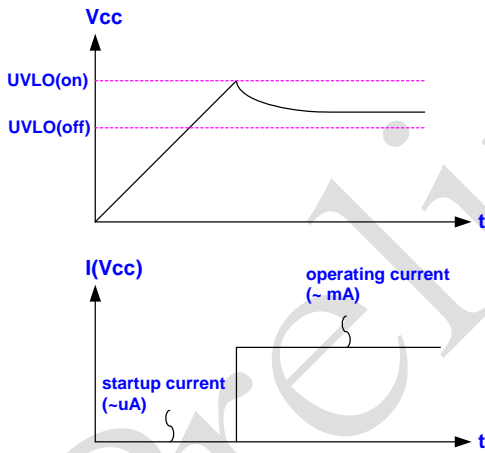 Vcc
UVLO(on)
UVLO(off)
t
I(Vcc)
operating current
(~ mA)
startup current
(~uA)
t